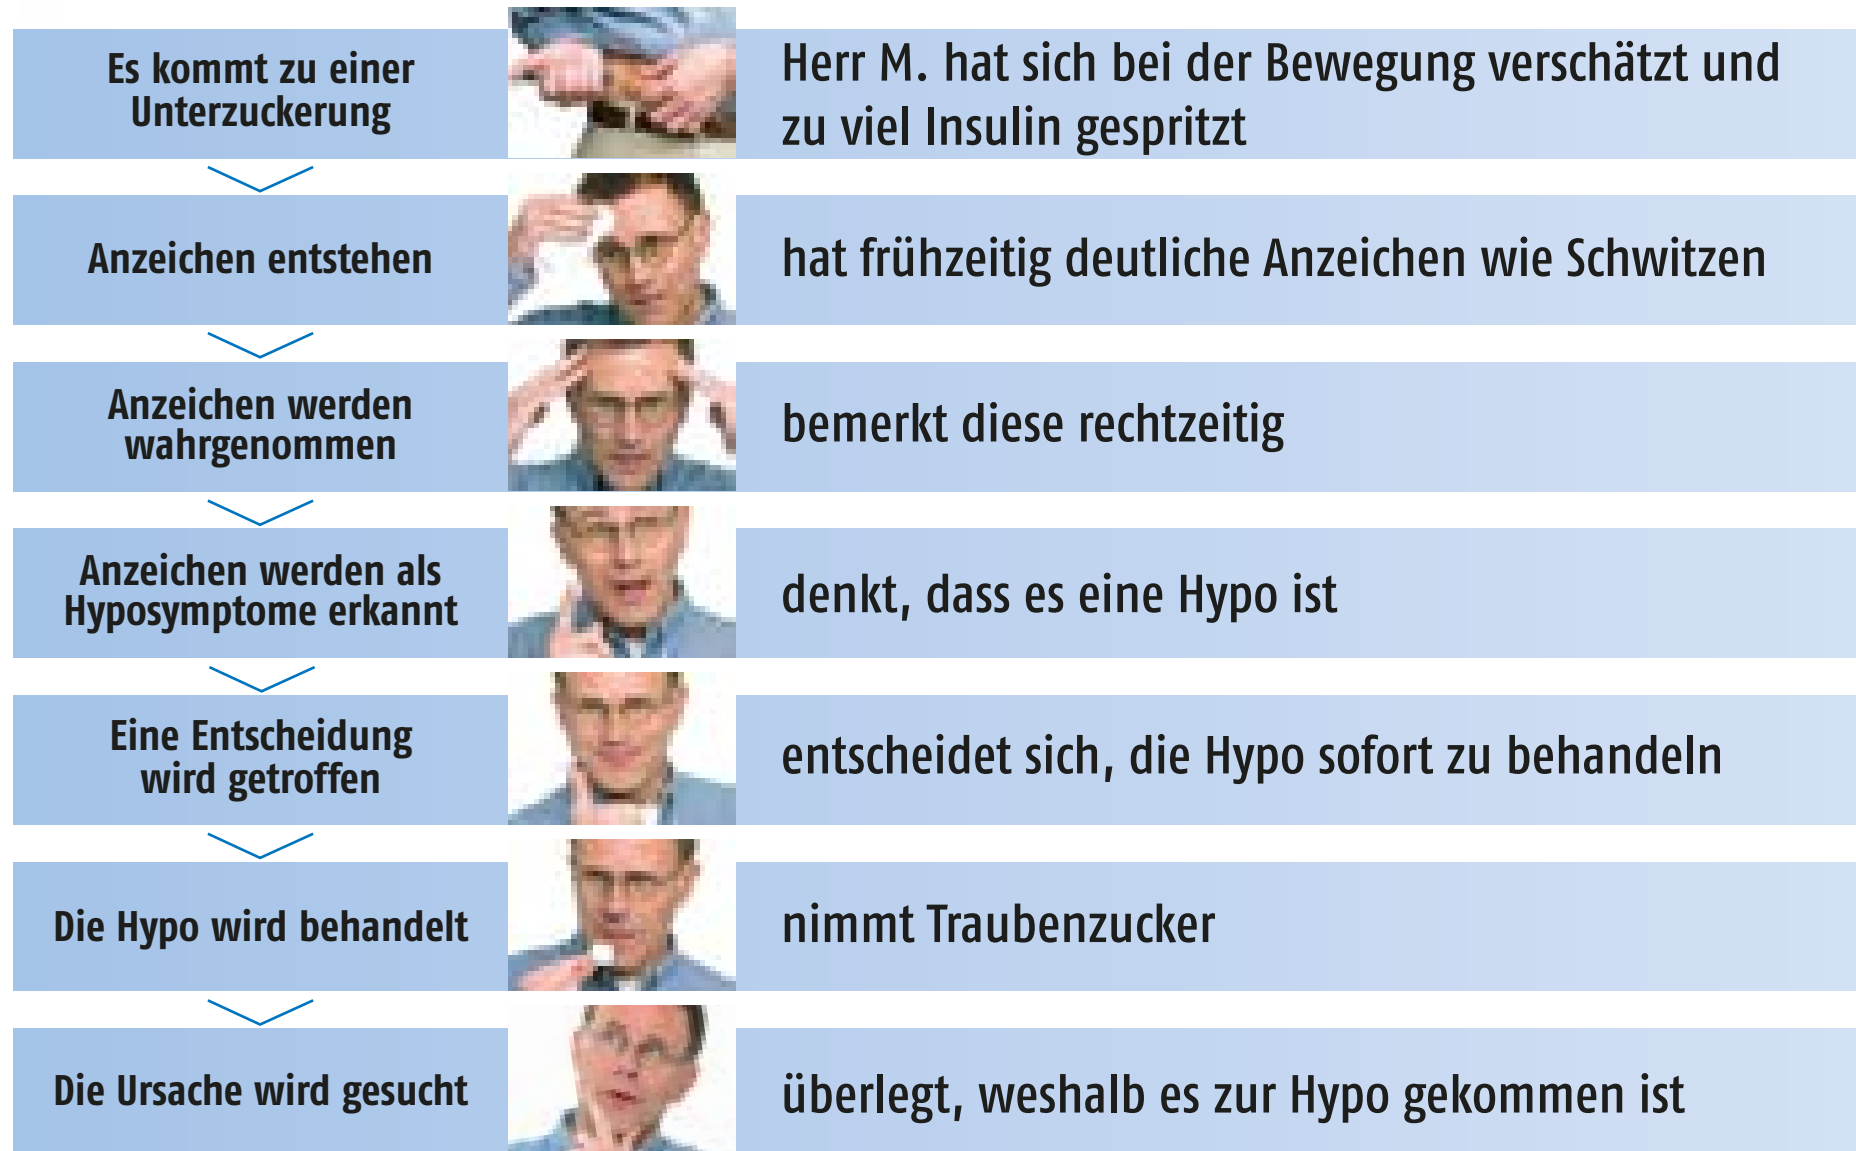 Es kommt zu einer
Unterzuckerung
Herr M. hat sich bei der Bewegung verschätzt und
zu viel Insulin gespritzt
Anzeichen entstehen
hat frühzeitig deutliche Anzeichen wie Schwitzen
Anzeichen werden
wahrgenommen
bemerkt diese rechtzeitig
Anzeichen werden als
Hyposymptome erkannt
denkt, dass es eine Hypo ist
Eine Entscheidung
wird getroffen
entscheidet sich, die Hypo sofort zu behandeln
Die Hypo wird behandelt
nimmt Traubenzucker
Die Ursache wird gesucht
überlegt, weshalb es zur Hypo gekommen ist